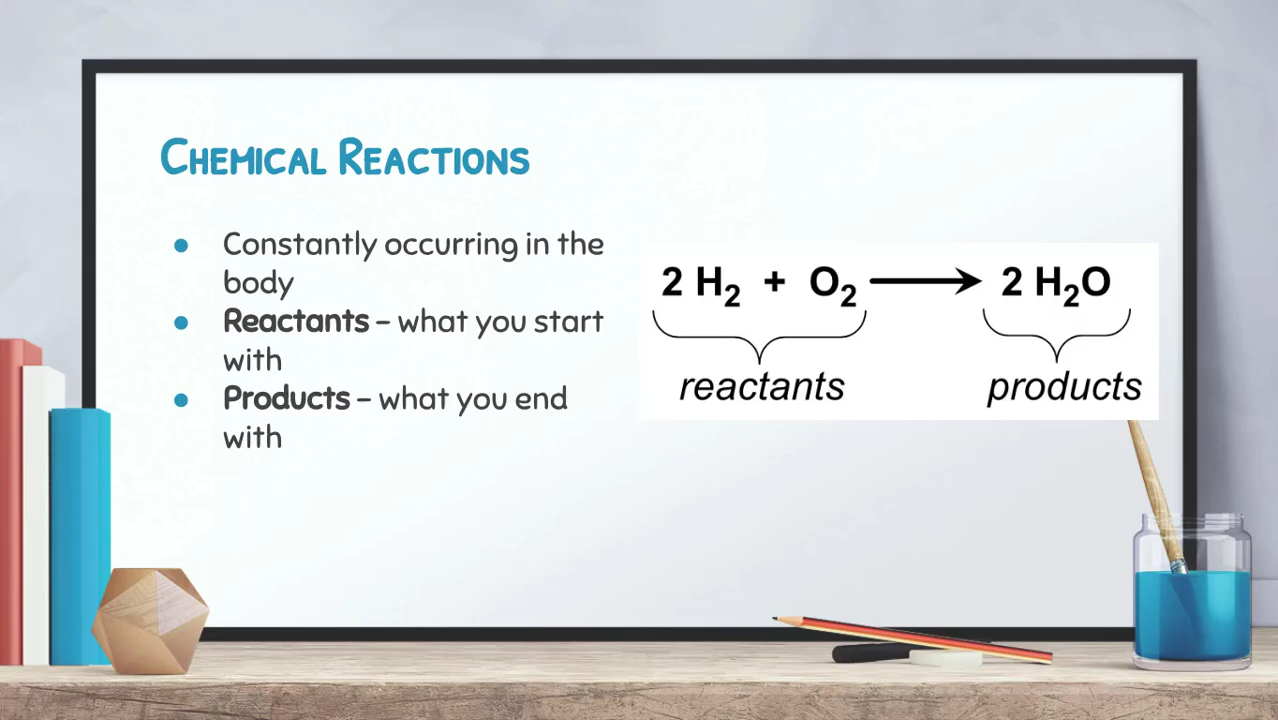 Chemical Reactions
● Constantly occurring in the
body
● Reactants – what you start
with
● Products – what you end
with
2 H₂ + O₂ ⟶ 2 H₂O
reactants products